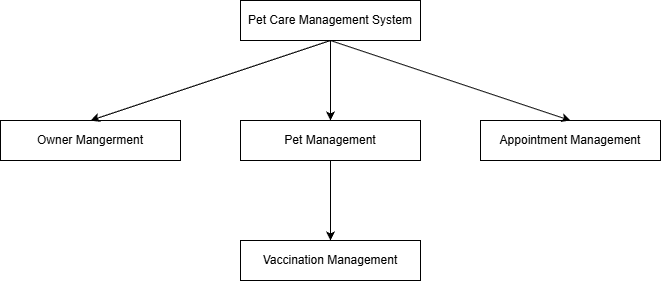 Pet Care Management System
Owner Mangerment
Pet Management
Appointment Management
Vaccination Management